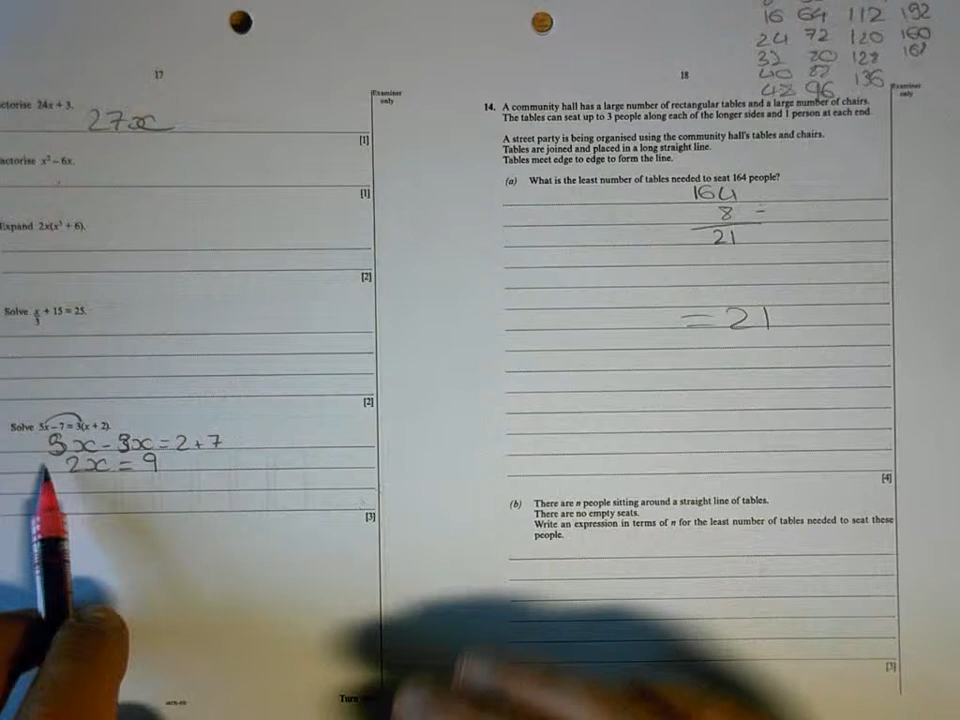 17
Examiner
only
ctorise 24x + 3.
27x
[1]
actorise x² – 6x.
[1]
Expand 2x(x³ + 6).
[2]
Solve x/3 + 15 = 25.
[2]
Solve 5x – 7 = 3(x + 2).
5x - 3x = 2 + 7
2x = 9
[3]
Turn
16 64 112 192
24 72 120 160
32 80 128 168
40 136
48 96
18
Examiner
only
14. A community hall has a large number of rectangular tables and a large number of chairs.
The tables can seat up to 3 people along each of the longer sides and 1 person at each end.
A street party is being organised using the community hall's tables and chairs.
Tables are joined and placed in a long straight line.
Tables meet edge to edge to form the line.
(a) What is the least number of tables needed to seat 164 people?
164
8 =
21
= 21
[4]
(b) There are n people sitting around a straight line of tables.
There are no empty seats.
Write an expression in terms of n for the least number of tables needed to seat these
people.
[3]